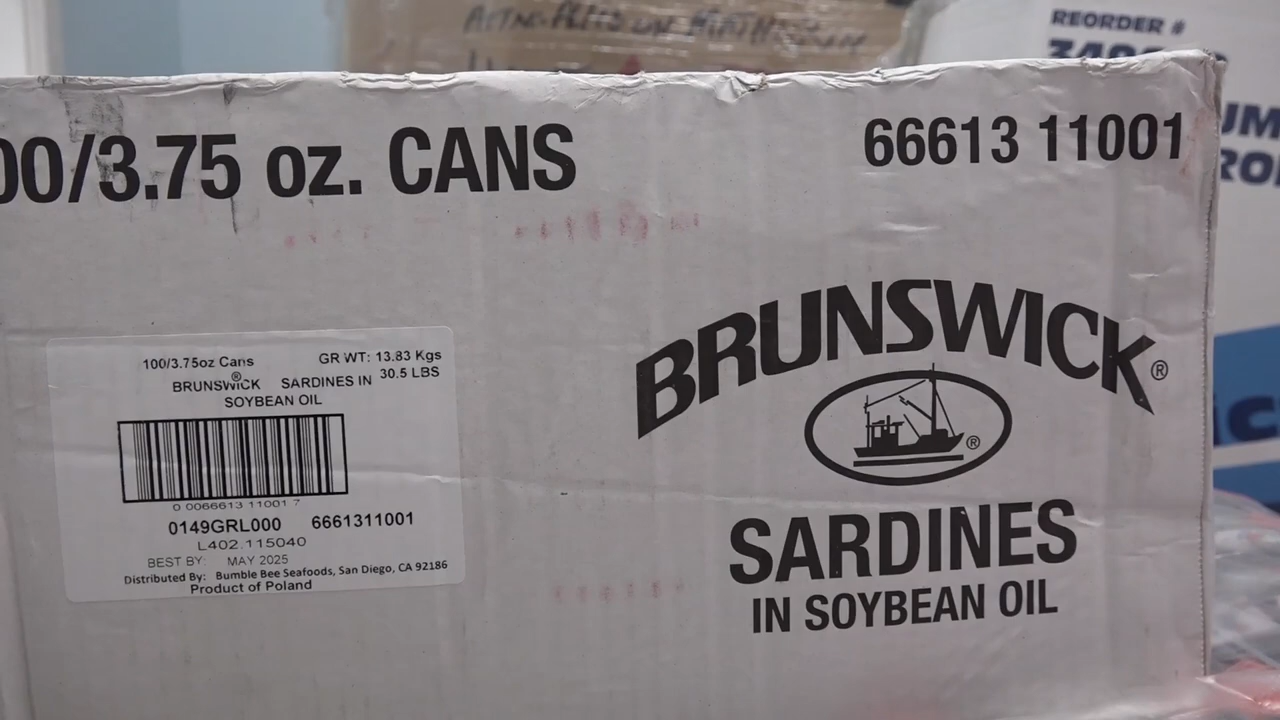 REORDER #
00/3.75 oz. CANS
66613 11001
100/3.75oz Cans
GR WT: 13.83 Kgs
30.5 LBS
BRUNSWICK ® SARDINES IN
SOYBEAN OIL
0 0066613 11001 7
0149GRL000 6661311001
L402.115040
BEST BY: MAY 2025
Distributed By: Bumble Bee Seafoods, San Diego, CA 92186
Product of Poland
BRUNSWICK®
®
SARDINES
IN SOYBEAN OIL